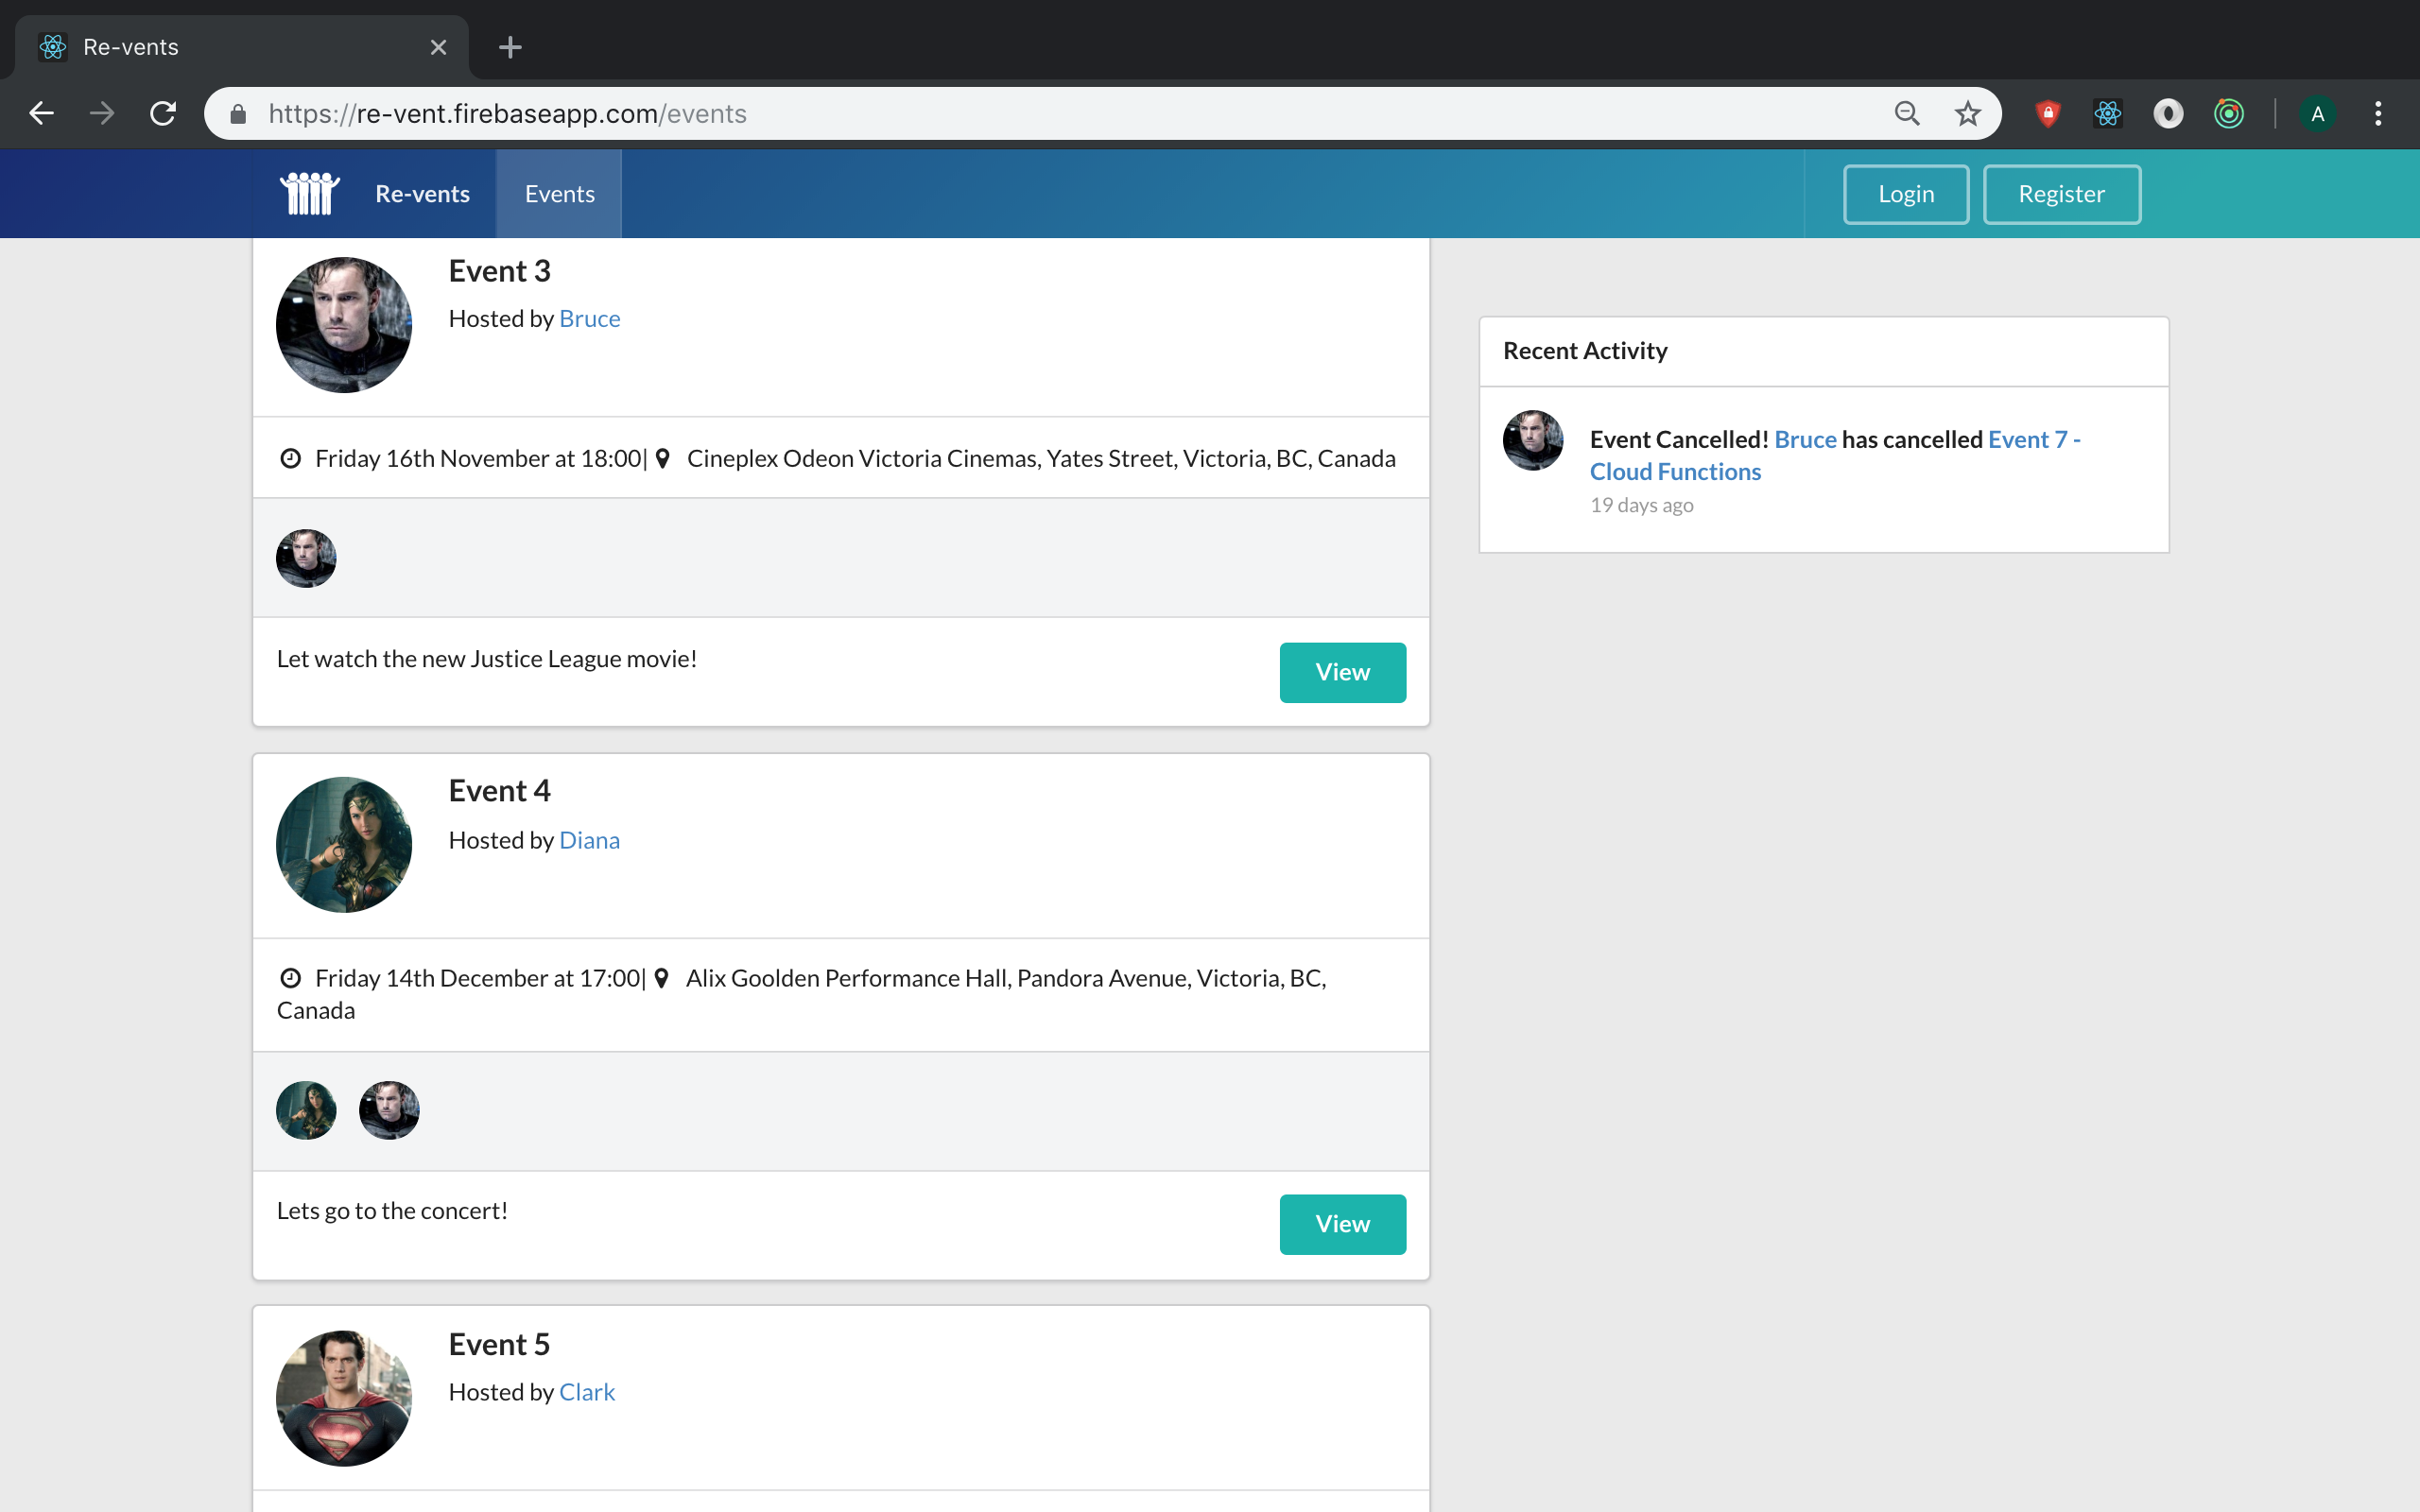 Re-vents
https://re-vent.firebaseapp.com/events
A
Re-vents
Events
Login
Register
Event 3
Hosted by Bruce
Friday 16th November at 18:00| Cineplex Odeon Victoria Cinemas, Yates Street, Victoria, BC, Canada
Let watch the new Justice League movie!
View
Event 4
Hosted by Diana
Friday 14th December at 17:00| Alix Goolden Performance Hall, Pandora Avenue, Victoria, BC,
Canada
Lets go to the concert!
View
Event 5
Hosted by Clark
Recent Activity
Event Cancelled! Bruce has cancelled Event 7 -
Cloud Functions
19 days ago